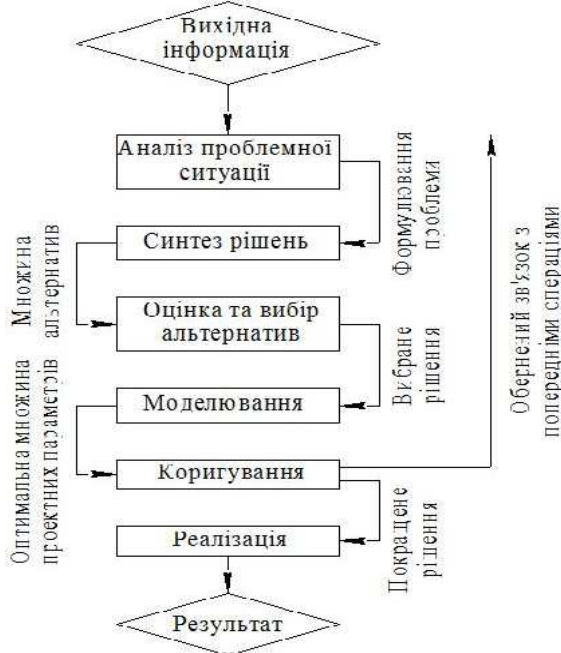 Вихідна
інформація
Аналіз проблемної
ситуації
Формулювання
проблеми
Синтез рішень
Множина
альтернатив
Оцінка та вибір
альтернатив
Вибране
рішення
Моделювання
Оптимальна множина
проектних параметрів
Коригування
Обернений зв'язок з
попередніми спераціями
Покращене
рішення
Реалізація
Результат